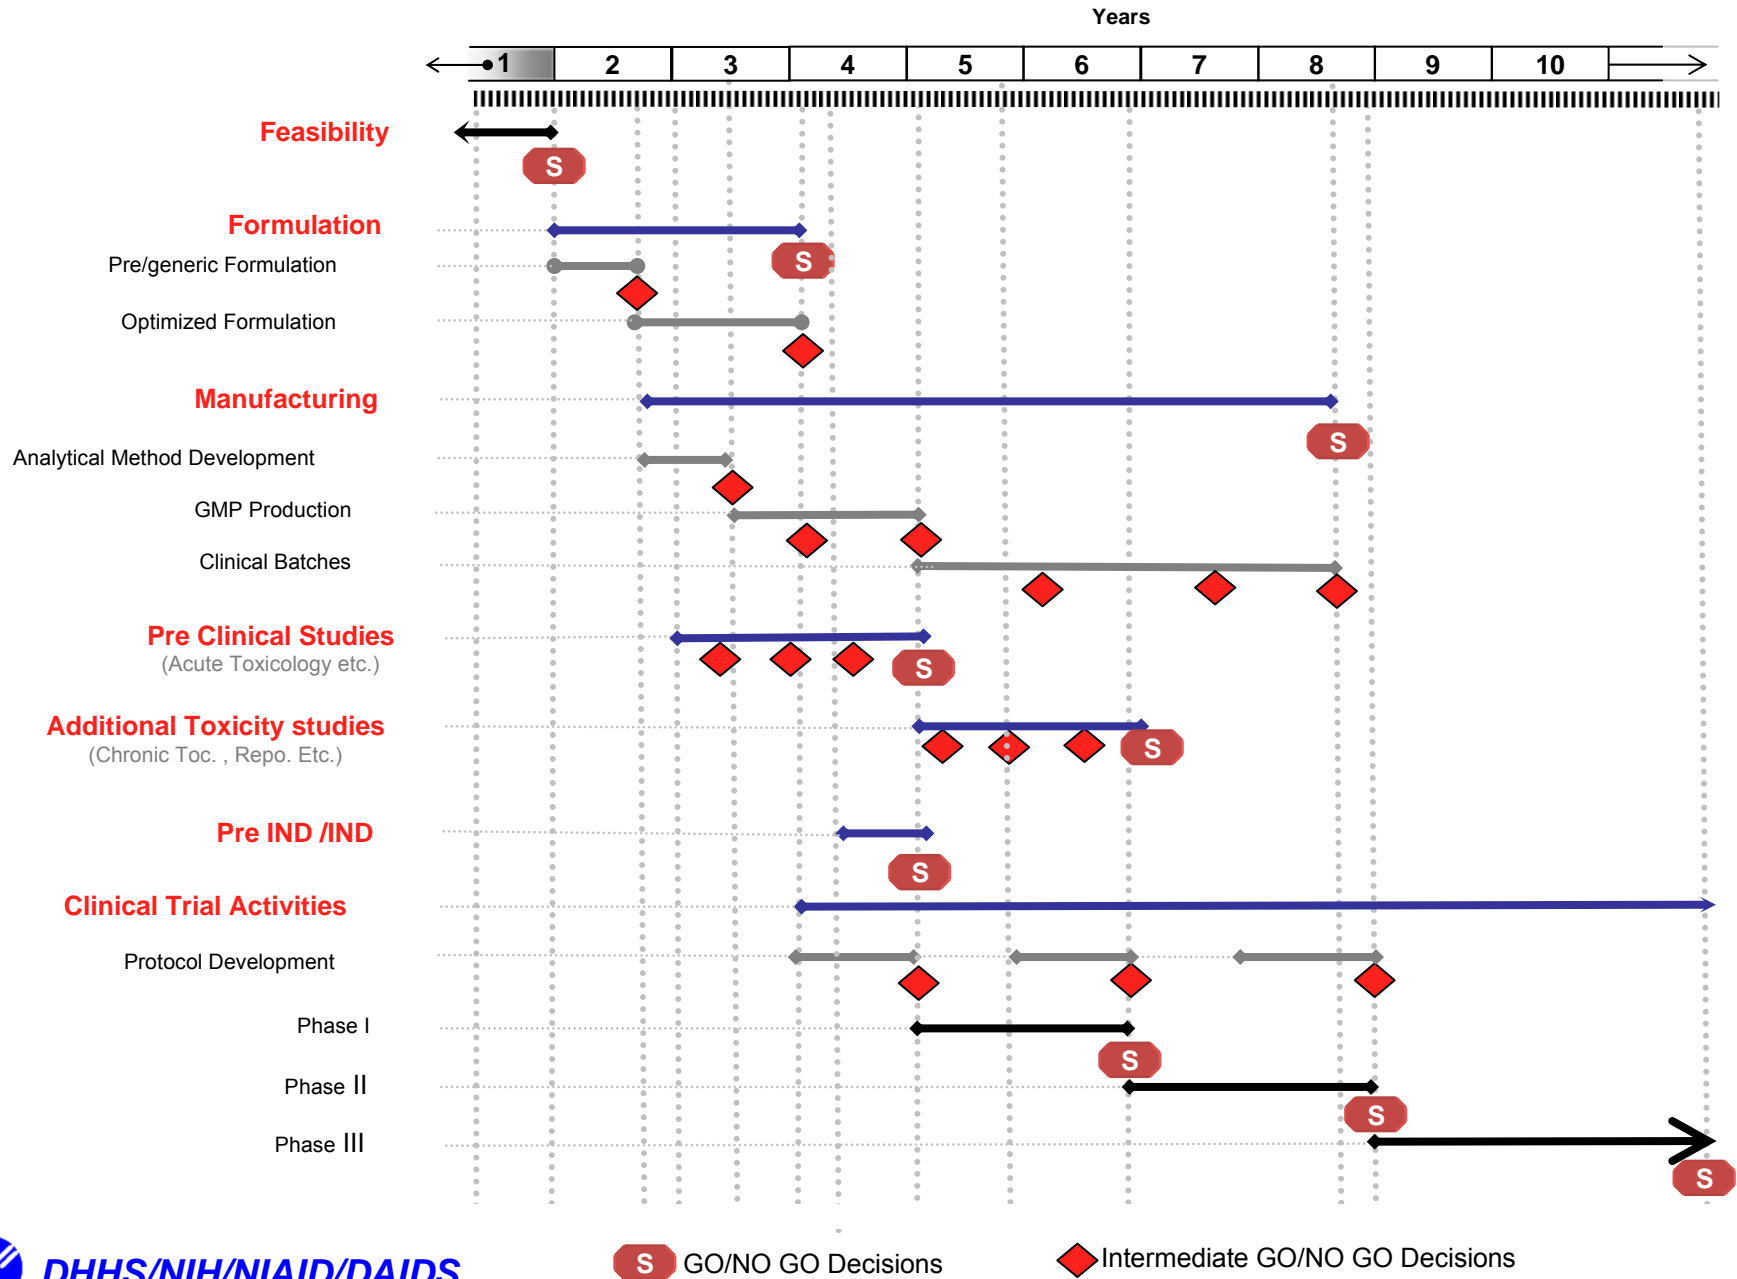 Years
1 2 3 4 5 6 7 8 9 10
Feasibility
S
Formulation
Pre/generic Formulation
S
Optimized Formulation
Manufacturing
S
Analytical Method Development
GMP Production
Clinical Batches
Pre Clinical Studies
(Acute Toxicology etc.)
S
Additional Toxicity studies
(Chronic Toc. , Repo. Etc.)
S
Pre IND /IND
S
Clinical Trial Activities
Protocol Development
Phase I
S
Phase II
S
Phase III
S
DHHS/NIH/NIAID/DAIDS
S GO/NO GO Decisions
Intermediate GO/NO GO Decisions